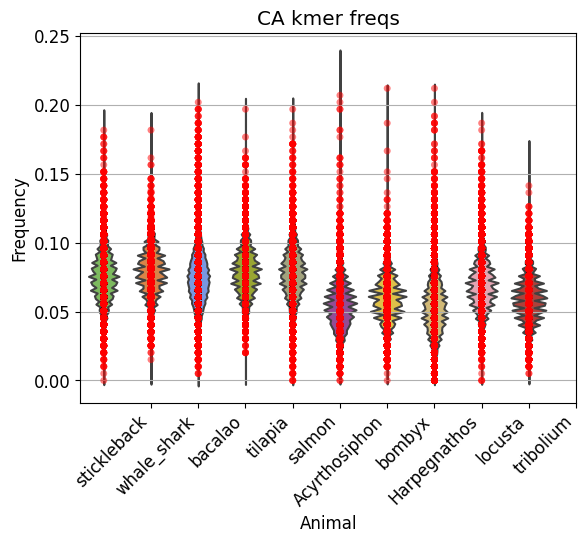 CA kmer freqs
0.25
0.20
0.15
0.10
0.05
0.00
Frequency
stickleback
whale_shark
bacalao
tilapia
salmon
Acyrthosiphon
bombyx
Harpegnathos
locusta
tribolium
Animal